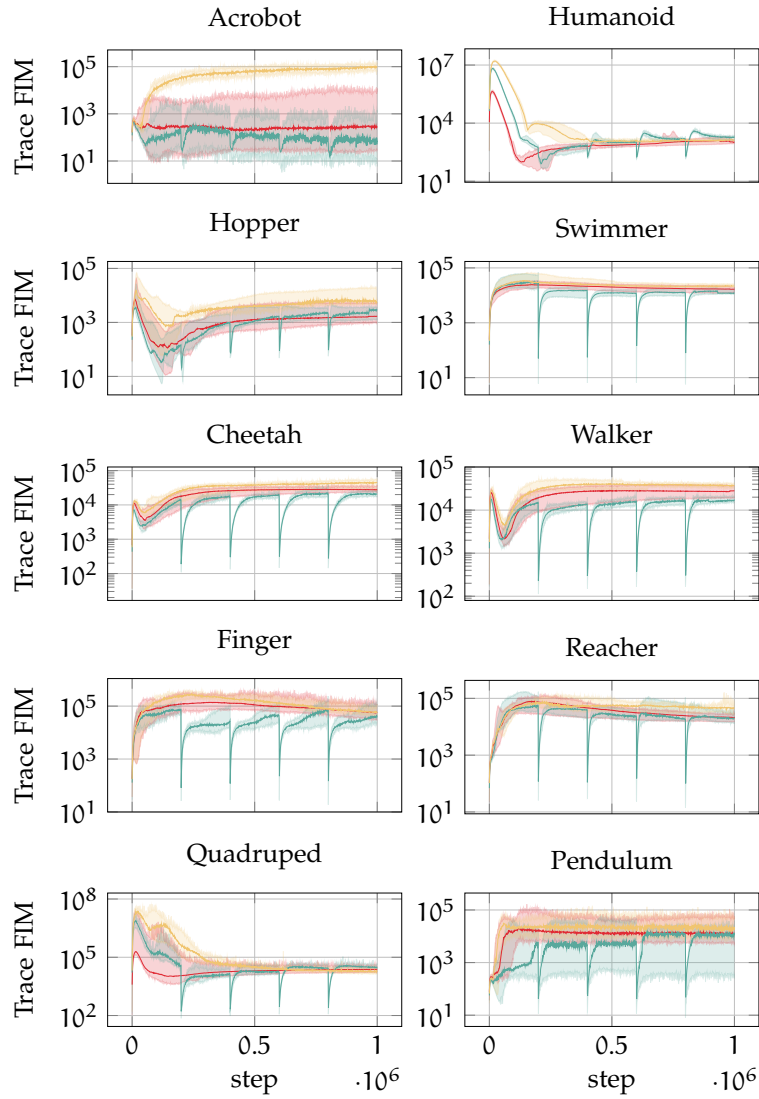 Acrobot Humanoid
Trace FIM 10^5 10^3 10^1 10^7 10^4 10^1
Hopper Swimmer
Trace FIM 10^5 10^3 10^1 10^5 10^3 10^1
Cheetah Walker
Trace FIM 10^5 10^4 10^3 10^2 10^5 10^4 10^3 10^2
Finger Reacher
Trace FIM 10^5 10^3 10^1 10^5 10^3 10^1
Quadruped Pendulum
Trace FIM 10^8 10^5 10^2 10^5 10^3 10^1
0 0.5 1 0 0.5 1
step ·10^6 step ·10^6